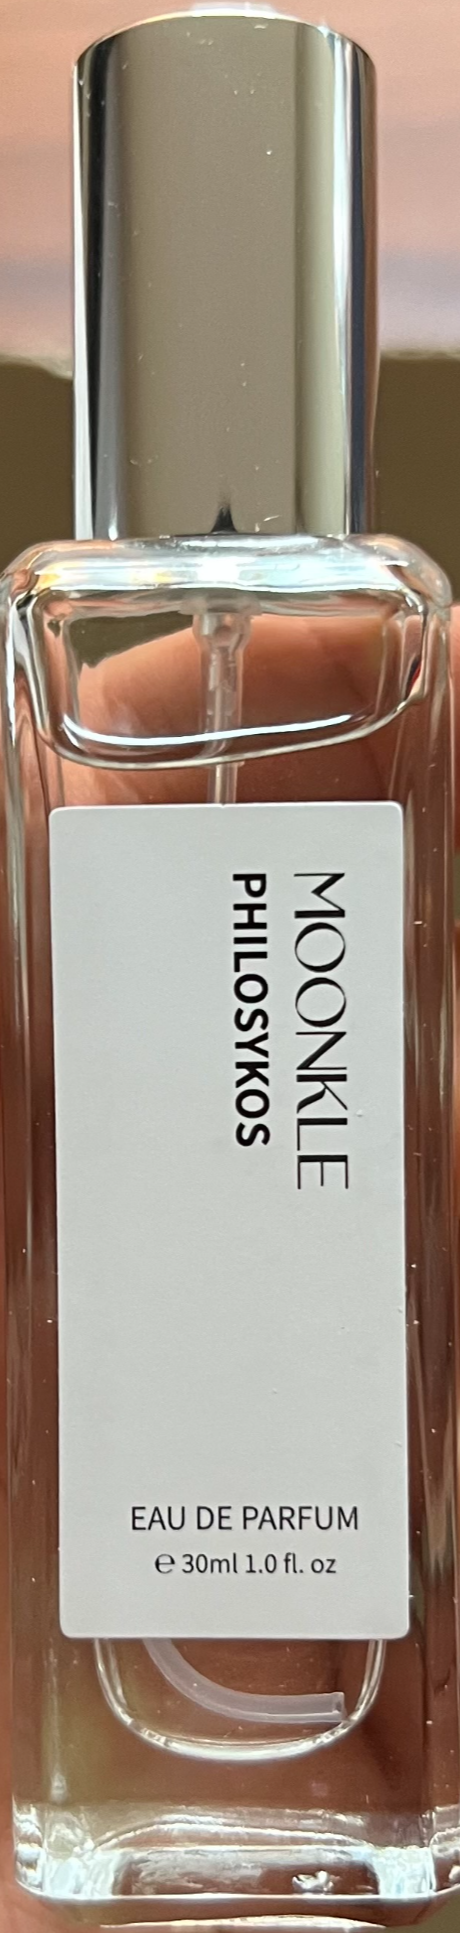 MOONKLE
PHILOSYKOS
EAU DE PARFUM
℮ 30ml 1.0 fl. oz